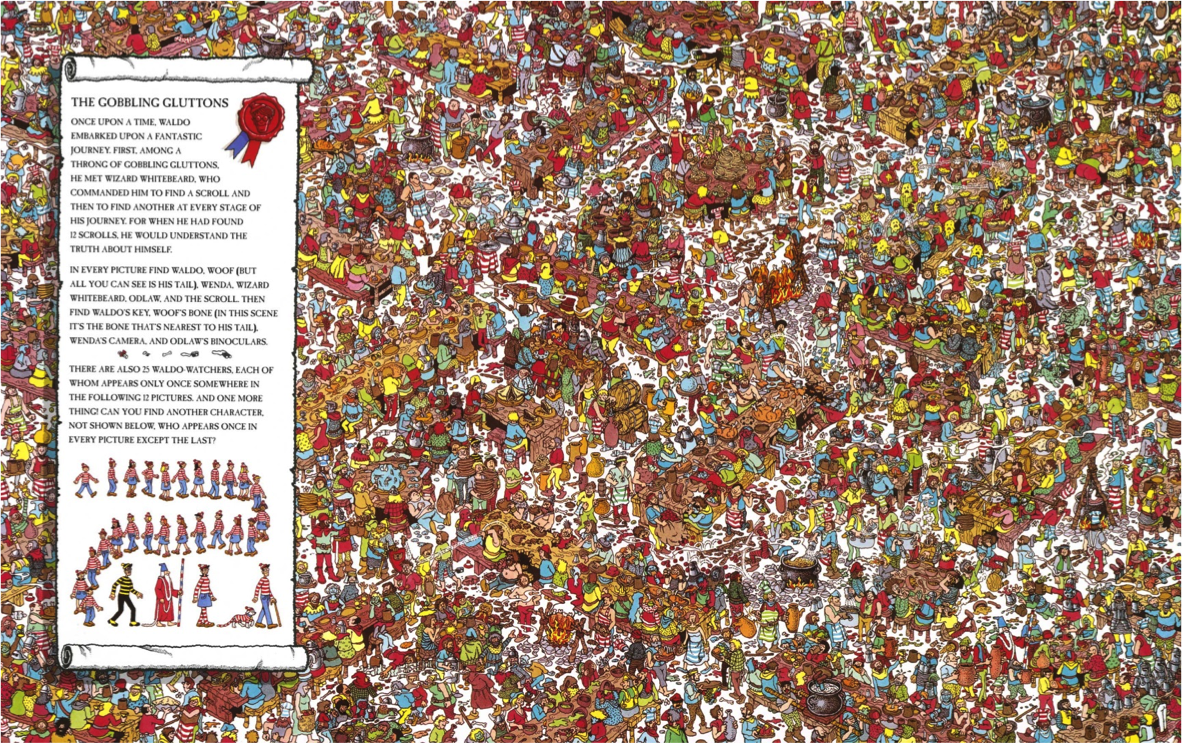 THE GOBBLING GLUTTONS
ONCE UPON A TIME, WALDO
EMBARKED UPON A FANTASTIC
JOURNEY. FIRST, AMONG A
THRONG OF GOBBLING GLUTTONS,
HE MET WIZARD WHITEBEARD, WHO
COMMANDED HIM TO FIND A SCROLL AND
THEN TO FIND ANOTHER AT EVERY STAGE OF
HIS JOURNEY. FOR WHEN HE HAD FOUND
12 SCROLLS, HE WOULD UNDERSTAND THE
TRUTH ABOUT HIMSELF.
IN EVERY PICTURE FIND WALDO, WOOF (BUT
ALL YOU CAN SEE IS HIS TAIL), WENDA, WIZARD
WHITEBEARD, ODLAW, AND THE SCROLL. THEN
FIND WALDO'S KEY, WOOF'S BONE (IN THIS SCENE
IT'S THE BONE THAT'S NEAREST TO HIS TAIL),
WENDA'S CAMERA, AND ODLAW'S BINOCULARS.
THERE ARE ALSO 25 WALDO-WATCHERS, EACH OF
WHOM APPEARS ONLY ONCE SOMEWHERE IN
THE FOLLOWING 12 PICTURES. AND ONE MORE
THING! CAN YOU FIND ANOTHER CHARACTER,
NOT SHOWN BELOW, WHO APPEARS ONCE IN
EVERY PICTURE EXCEPT THE LAST?